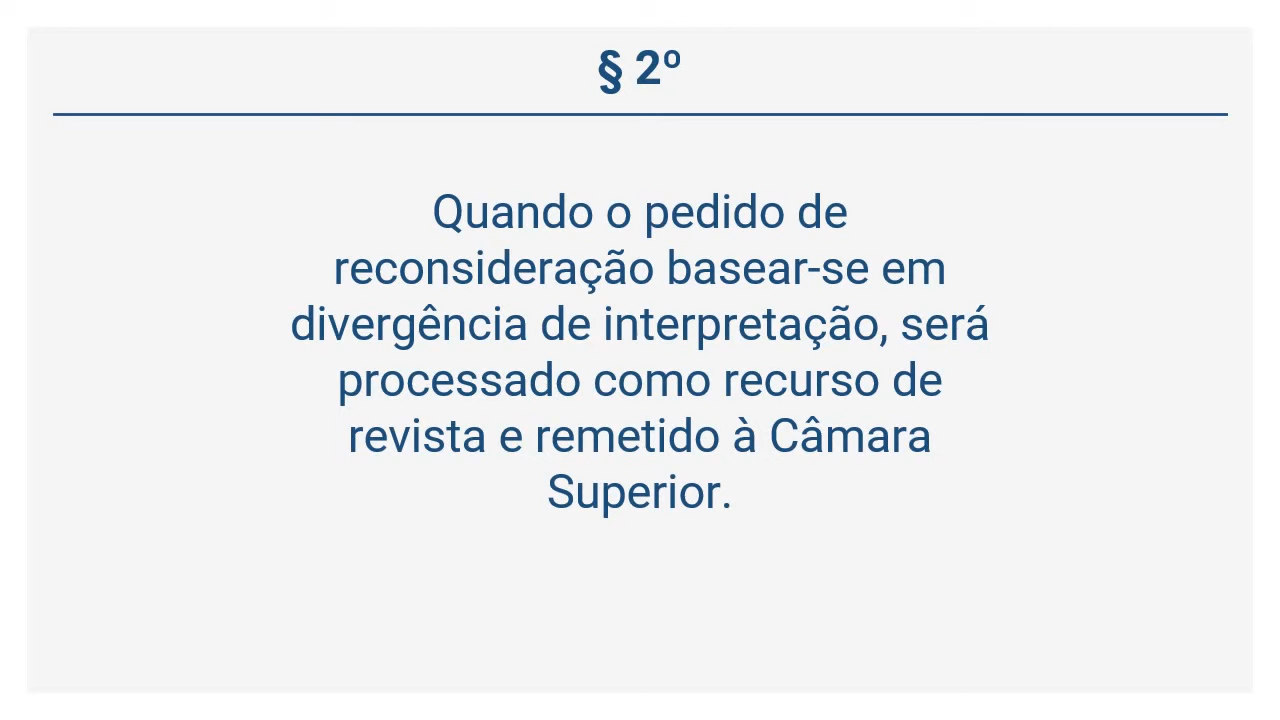 § 2º
Quando o pedido de
reconsideração basear-se em
divergência de interpretação, será
processado como recurso de
revista e remetido à Câmara
Superior.